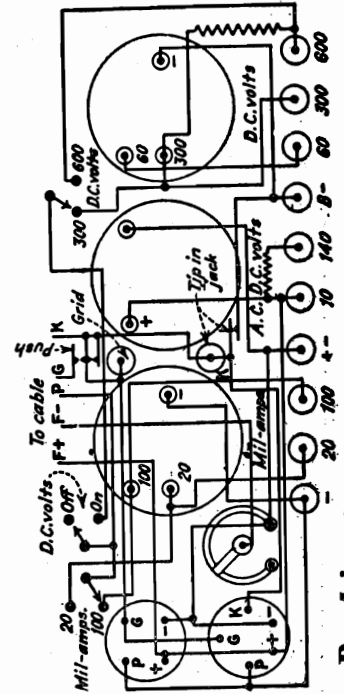 20
Mil-amps.
100
D.C.volts.
Off
On
To cable
F+
F-
P
G
K
Push
Grid
300
600
D.C.volts
100
20
-
+
Tip in
jack
60
300
-
P
G
+
-
P
G
K
+
-
K
Mil-amps
A.C.
D.C. volts
D.C. volts
-
20
100
+-
10
140
B-
60
300
600